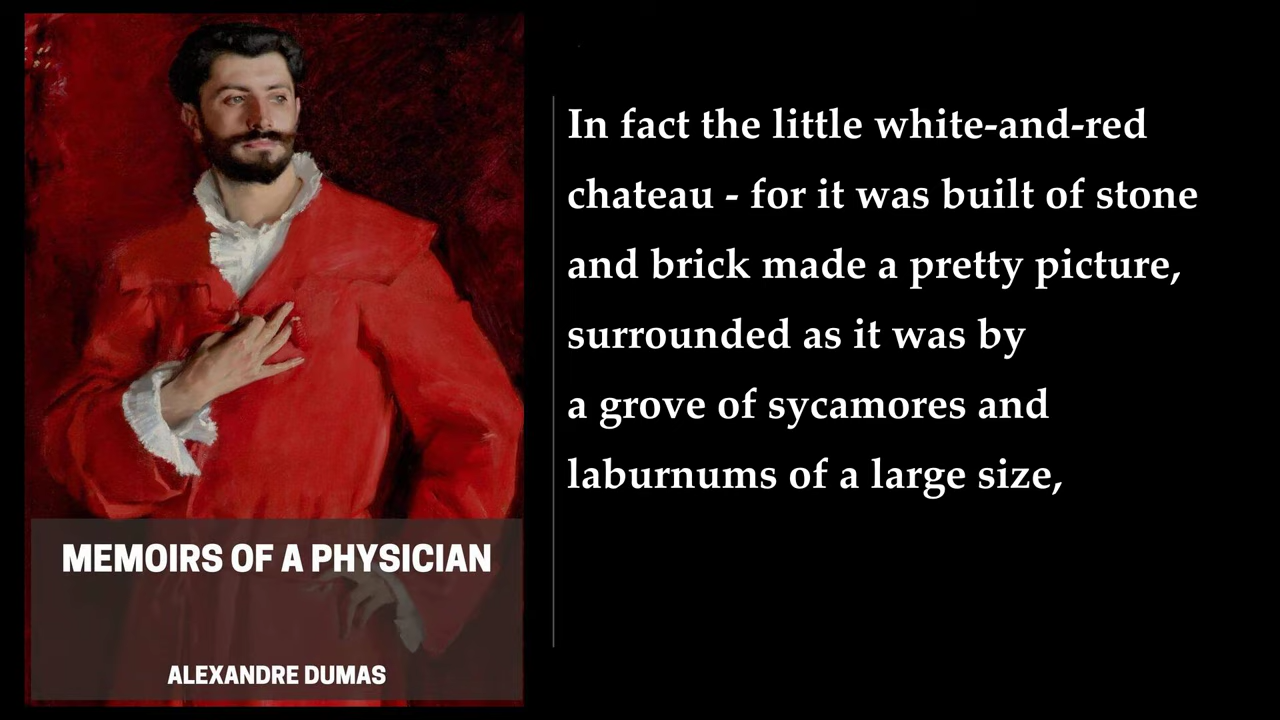 In fact the little white-and-red
chateau - for it was built of stone
and brick made a pretty picture,
surrounded as it was by
a grove of sycamores and
laburnums of a large size,
MEMOIRS OF A PHYSICIAN
ALEXANDRE DUMAS